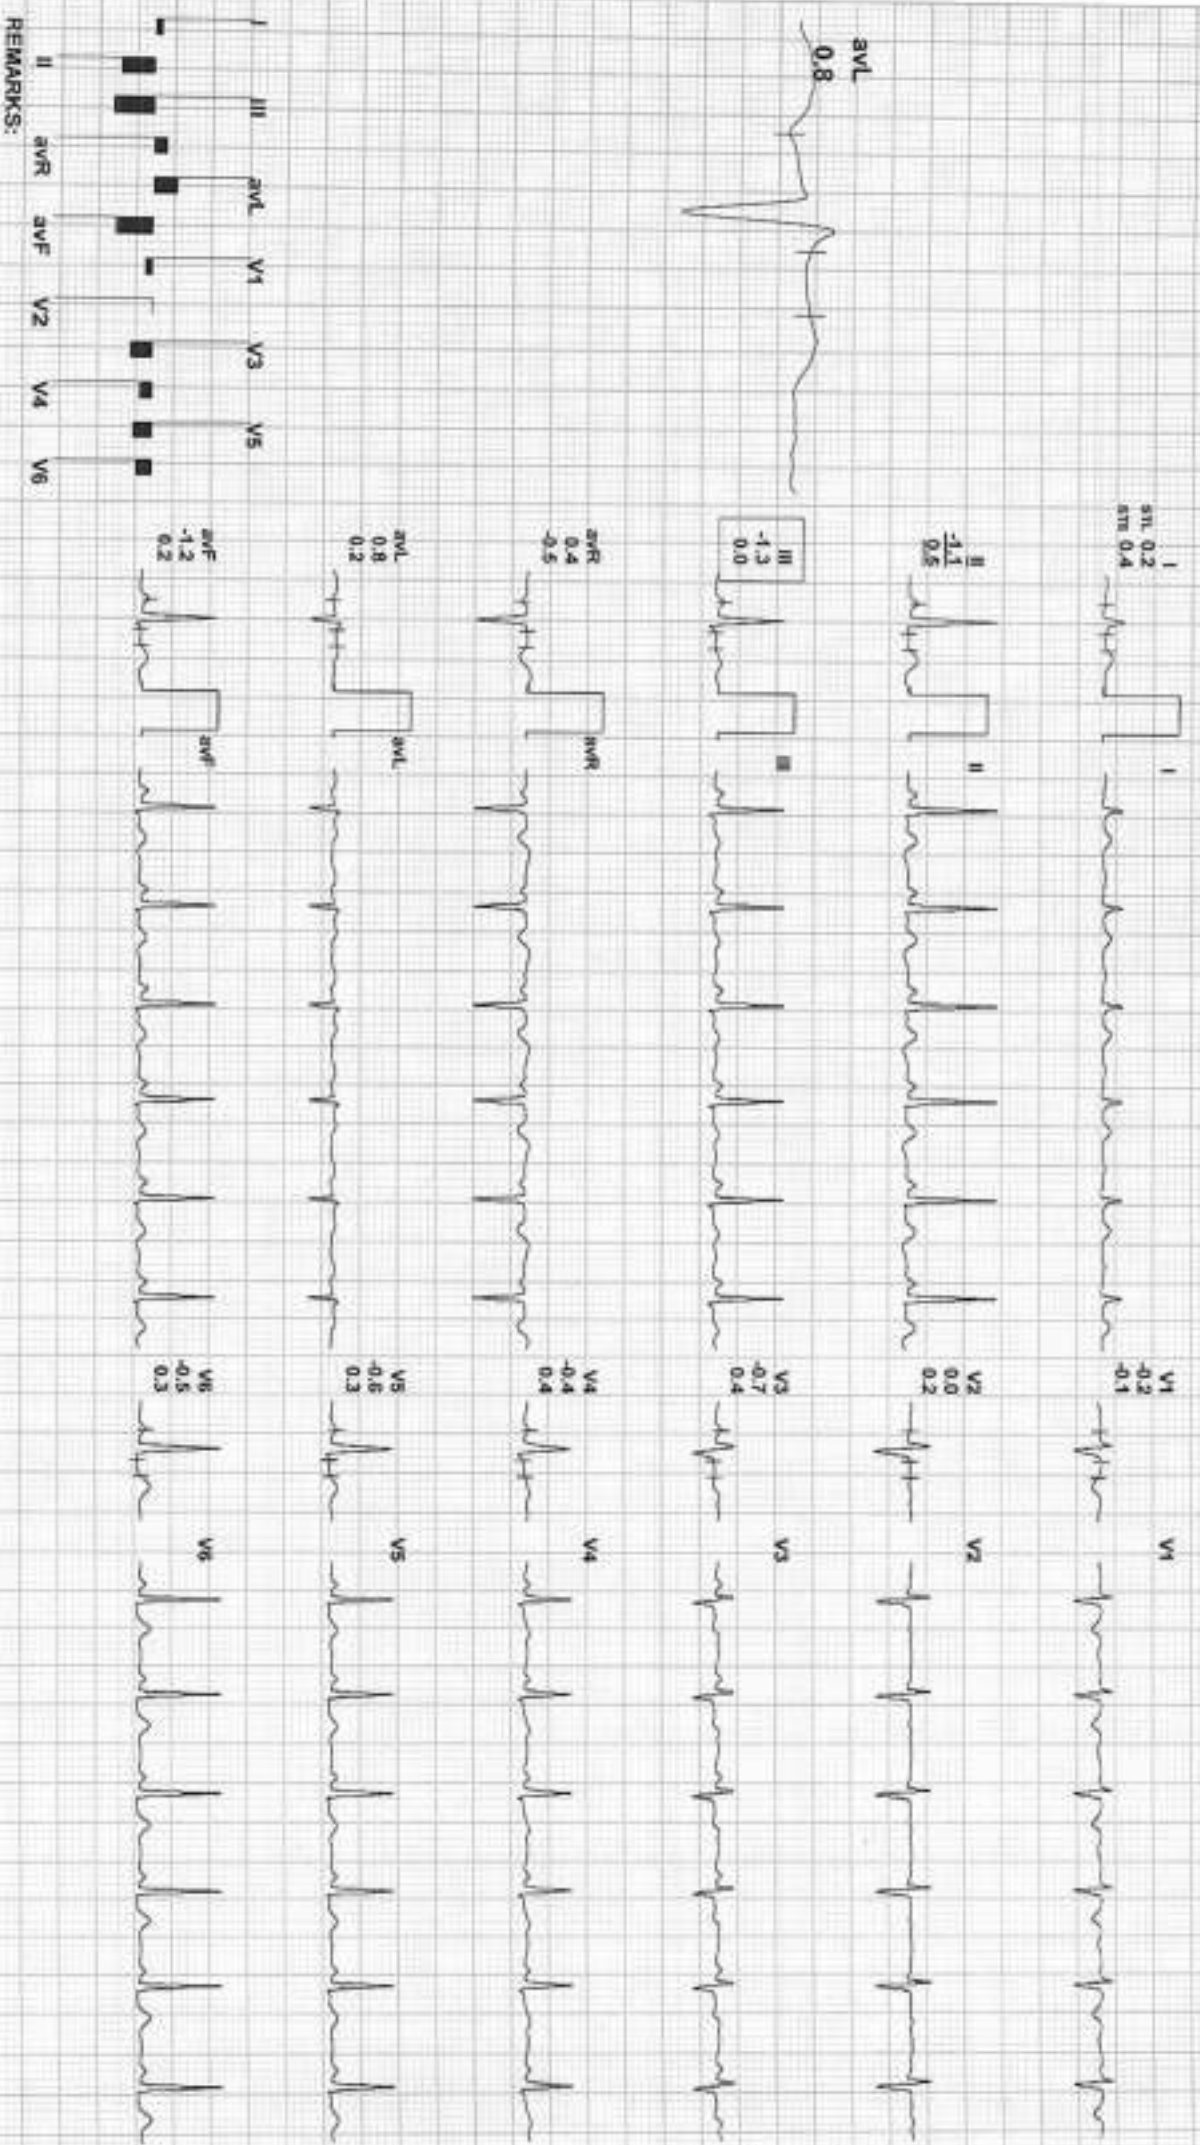 avL
0.8
I
STL 0.2
STS 0.4
II
-1.1
0.5
III
-1.3
0.0
avR
0.4
-0.5
avL
0.8
0.2
avF
-1.2
0.2
I
II
III
avR
avL
avF
V1
-0.2
-0.1
V2
0.0
0.2
V3
-0.7
0.4
V4
-0.4
0.4
V5
-0.6
0.3
V6
-0.5
0.3
V1
V2
V3
V4
V5
V6
I III avL V1 V3 V5
II avR avF V2 V4 V6
REMARKS: